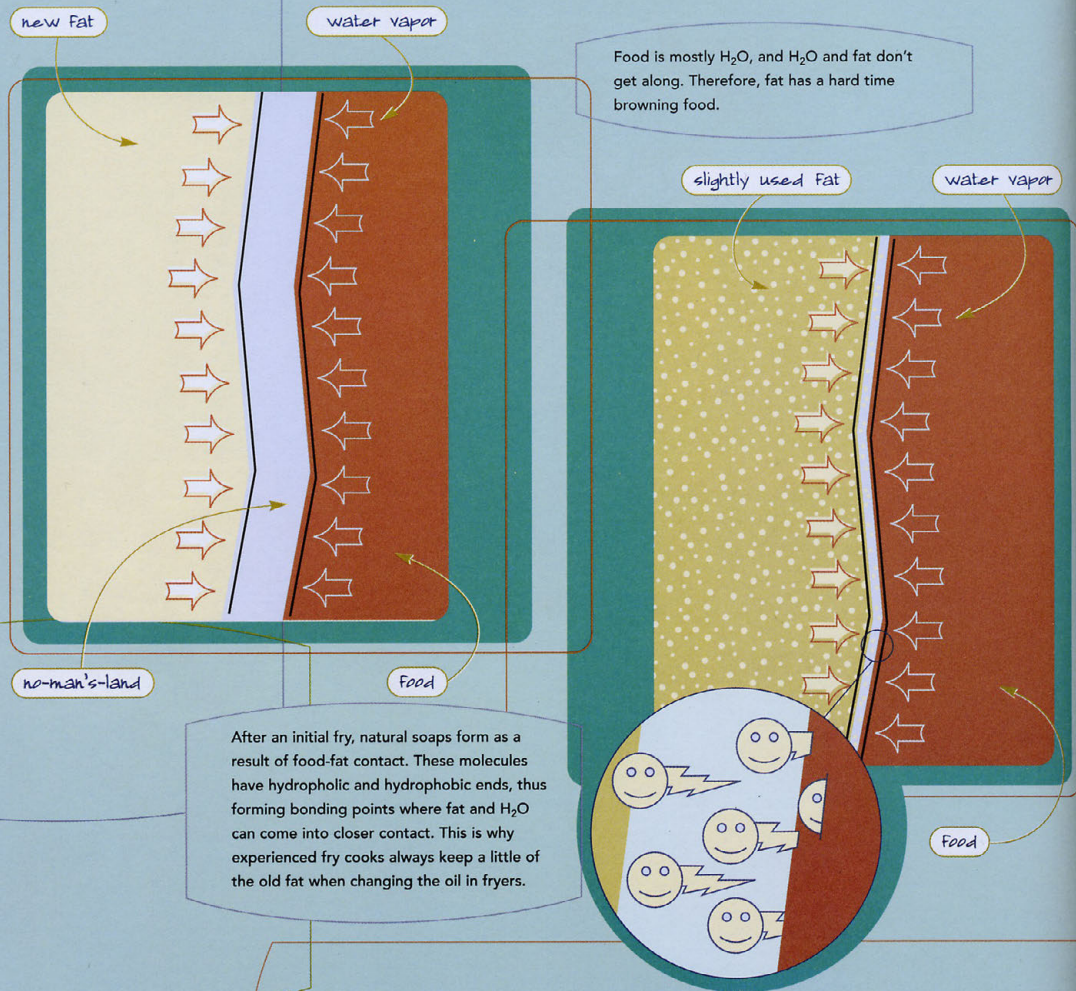 new fat
water vapor
Food is mostly H₂O, and H₂O and fat don't
get along. Therefore, fat has a hard time
browning food.
slightly used fat
water vapor
no-man's-land
food
After an initial fry, natural soaps form as a
result of food-fat contact. These molecules
have hydropholic and hydrophobic ends, thus
forming bonding points where fat and H₂O
can come into closer contact. This is why
experienced fry cooks always keep a little of
the old fat when changing the oil in fryers.
food